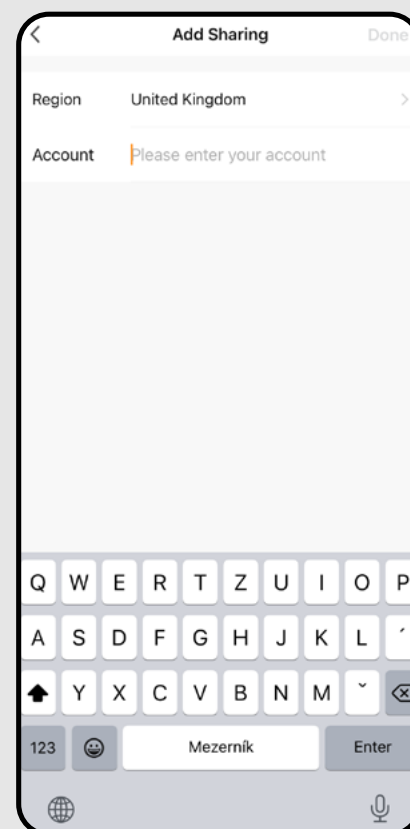 Add Sharing Done
Region United Kingdom
Account Please enter your account
Q W E R T Z U I O P
A S D F G H J K L ´
Y X C V B N M ˇ
123 Mezerník Enter